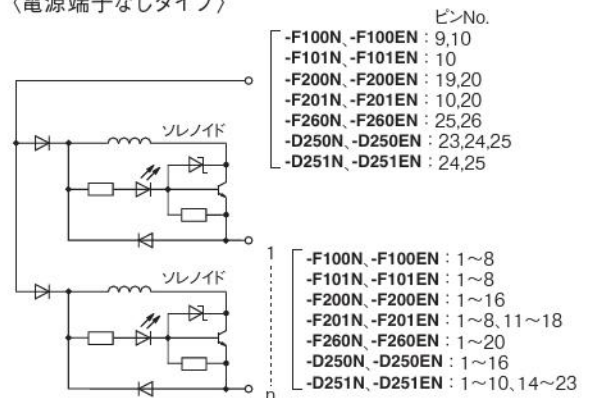 〈電源端子なしタイプ〉
ピンNo.
-F100N、-F100EN：9,10
-F101N、-F101EN：10
-F200N、-F200EN：19,20
-F201N、-F201EN：10,20
-F260N、-F260EN：25,26
-D250N、-D250EN：23,24,25
-D251N、-D251EN：24,25
ソレノイド
1
ソレノイド
-F100N、-F100EN：1～8
-F101N、-F101EN：1～8
-F200N、-F200EN：1～16
-F201N、-F201EN：1～8、11～18
-F260N、-F260EN：1～20
-D250N、-D250EN：1～16
-D251N、-D251EN：1～10、14～23
n